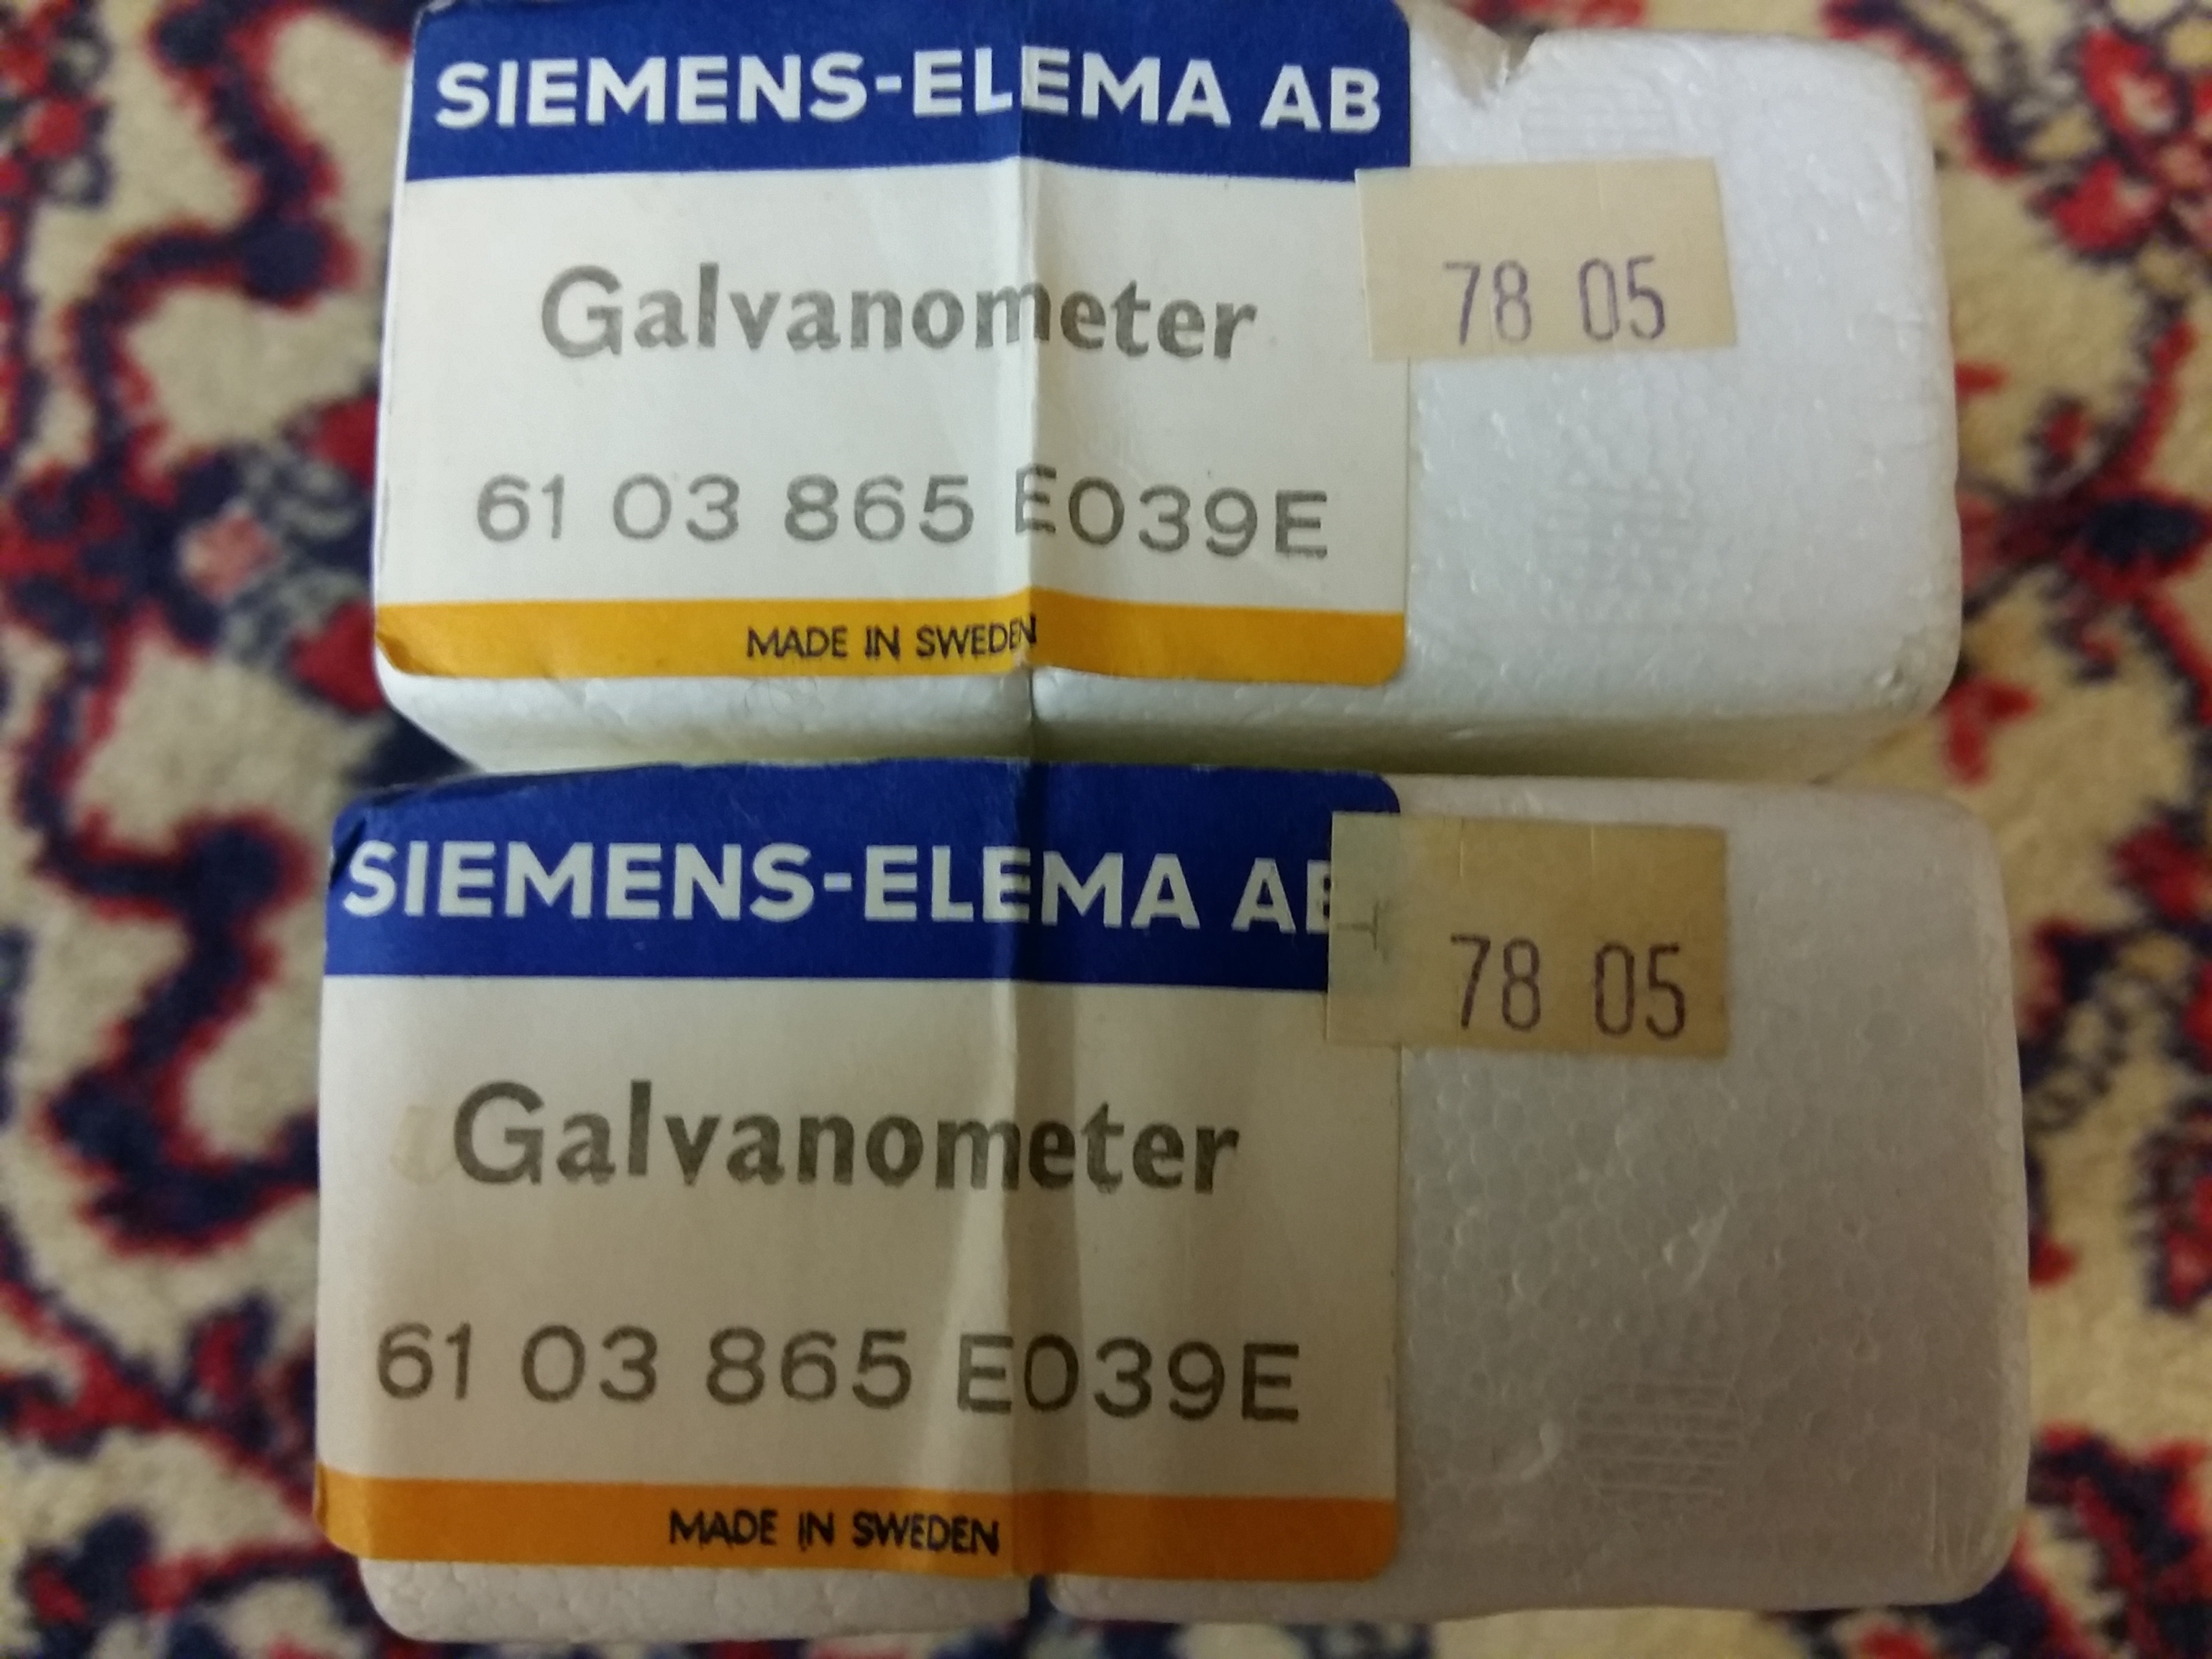 SIEMENS-ELEMA AB
Galvanometer
78 05
61 03 865 E039E
MADE IN SWEDEN
SIEMENS-ELEMA AB
78 05
Galvanometer
61 03 865 E039E
MADE IN SWEDEN